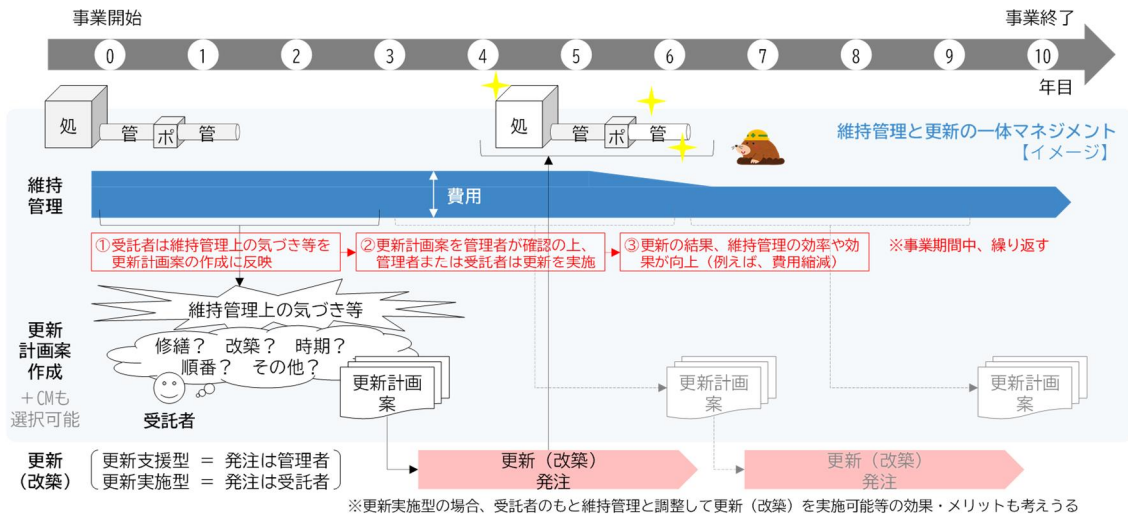 事業開始
事業終了
0 1 2 3 4 5 6 7 8 9 10
年目
処 管 ポ 管
処 管 ポ 管
維持管理と更新の一体マネジメント
【イメージ】
維持
管理
費用
①受託者は維持管理上の気づき等を
更新計画案の作成に反映
②更新計画案を管理者が確認の上、
管理者または受託者は更新を実施
③更新の結果、維持管理の効率や効
果が向上（例えば、費用縮減）
※事業期間中、繰り返す
維持管理上の気づき等
修繕？ 改築？ 時期？
順番？ その他？
受託者
更新
計画案
作成
＋CMも
選択可能
更新計画
案
更新計画
案
更新計画
案
更新
（改築）
更新支援型 ＝ 発注は管理者
更新実施型 ＝ 発注は受託者
更新（改築）
発注
更新（改築）
発注
※更新実施型の場合、受託者のもと維持管理と調整して更新（改築）を実施可能等の効果・メリットも考えうる